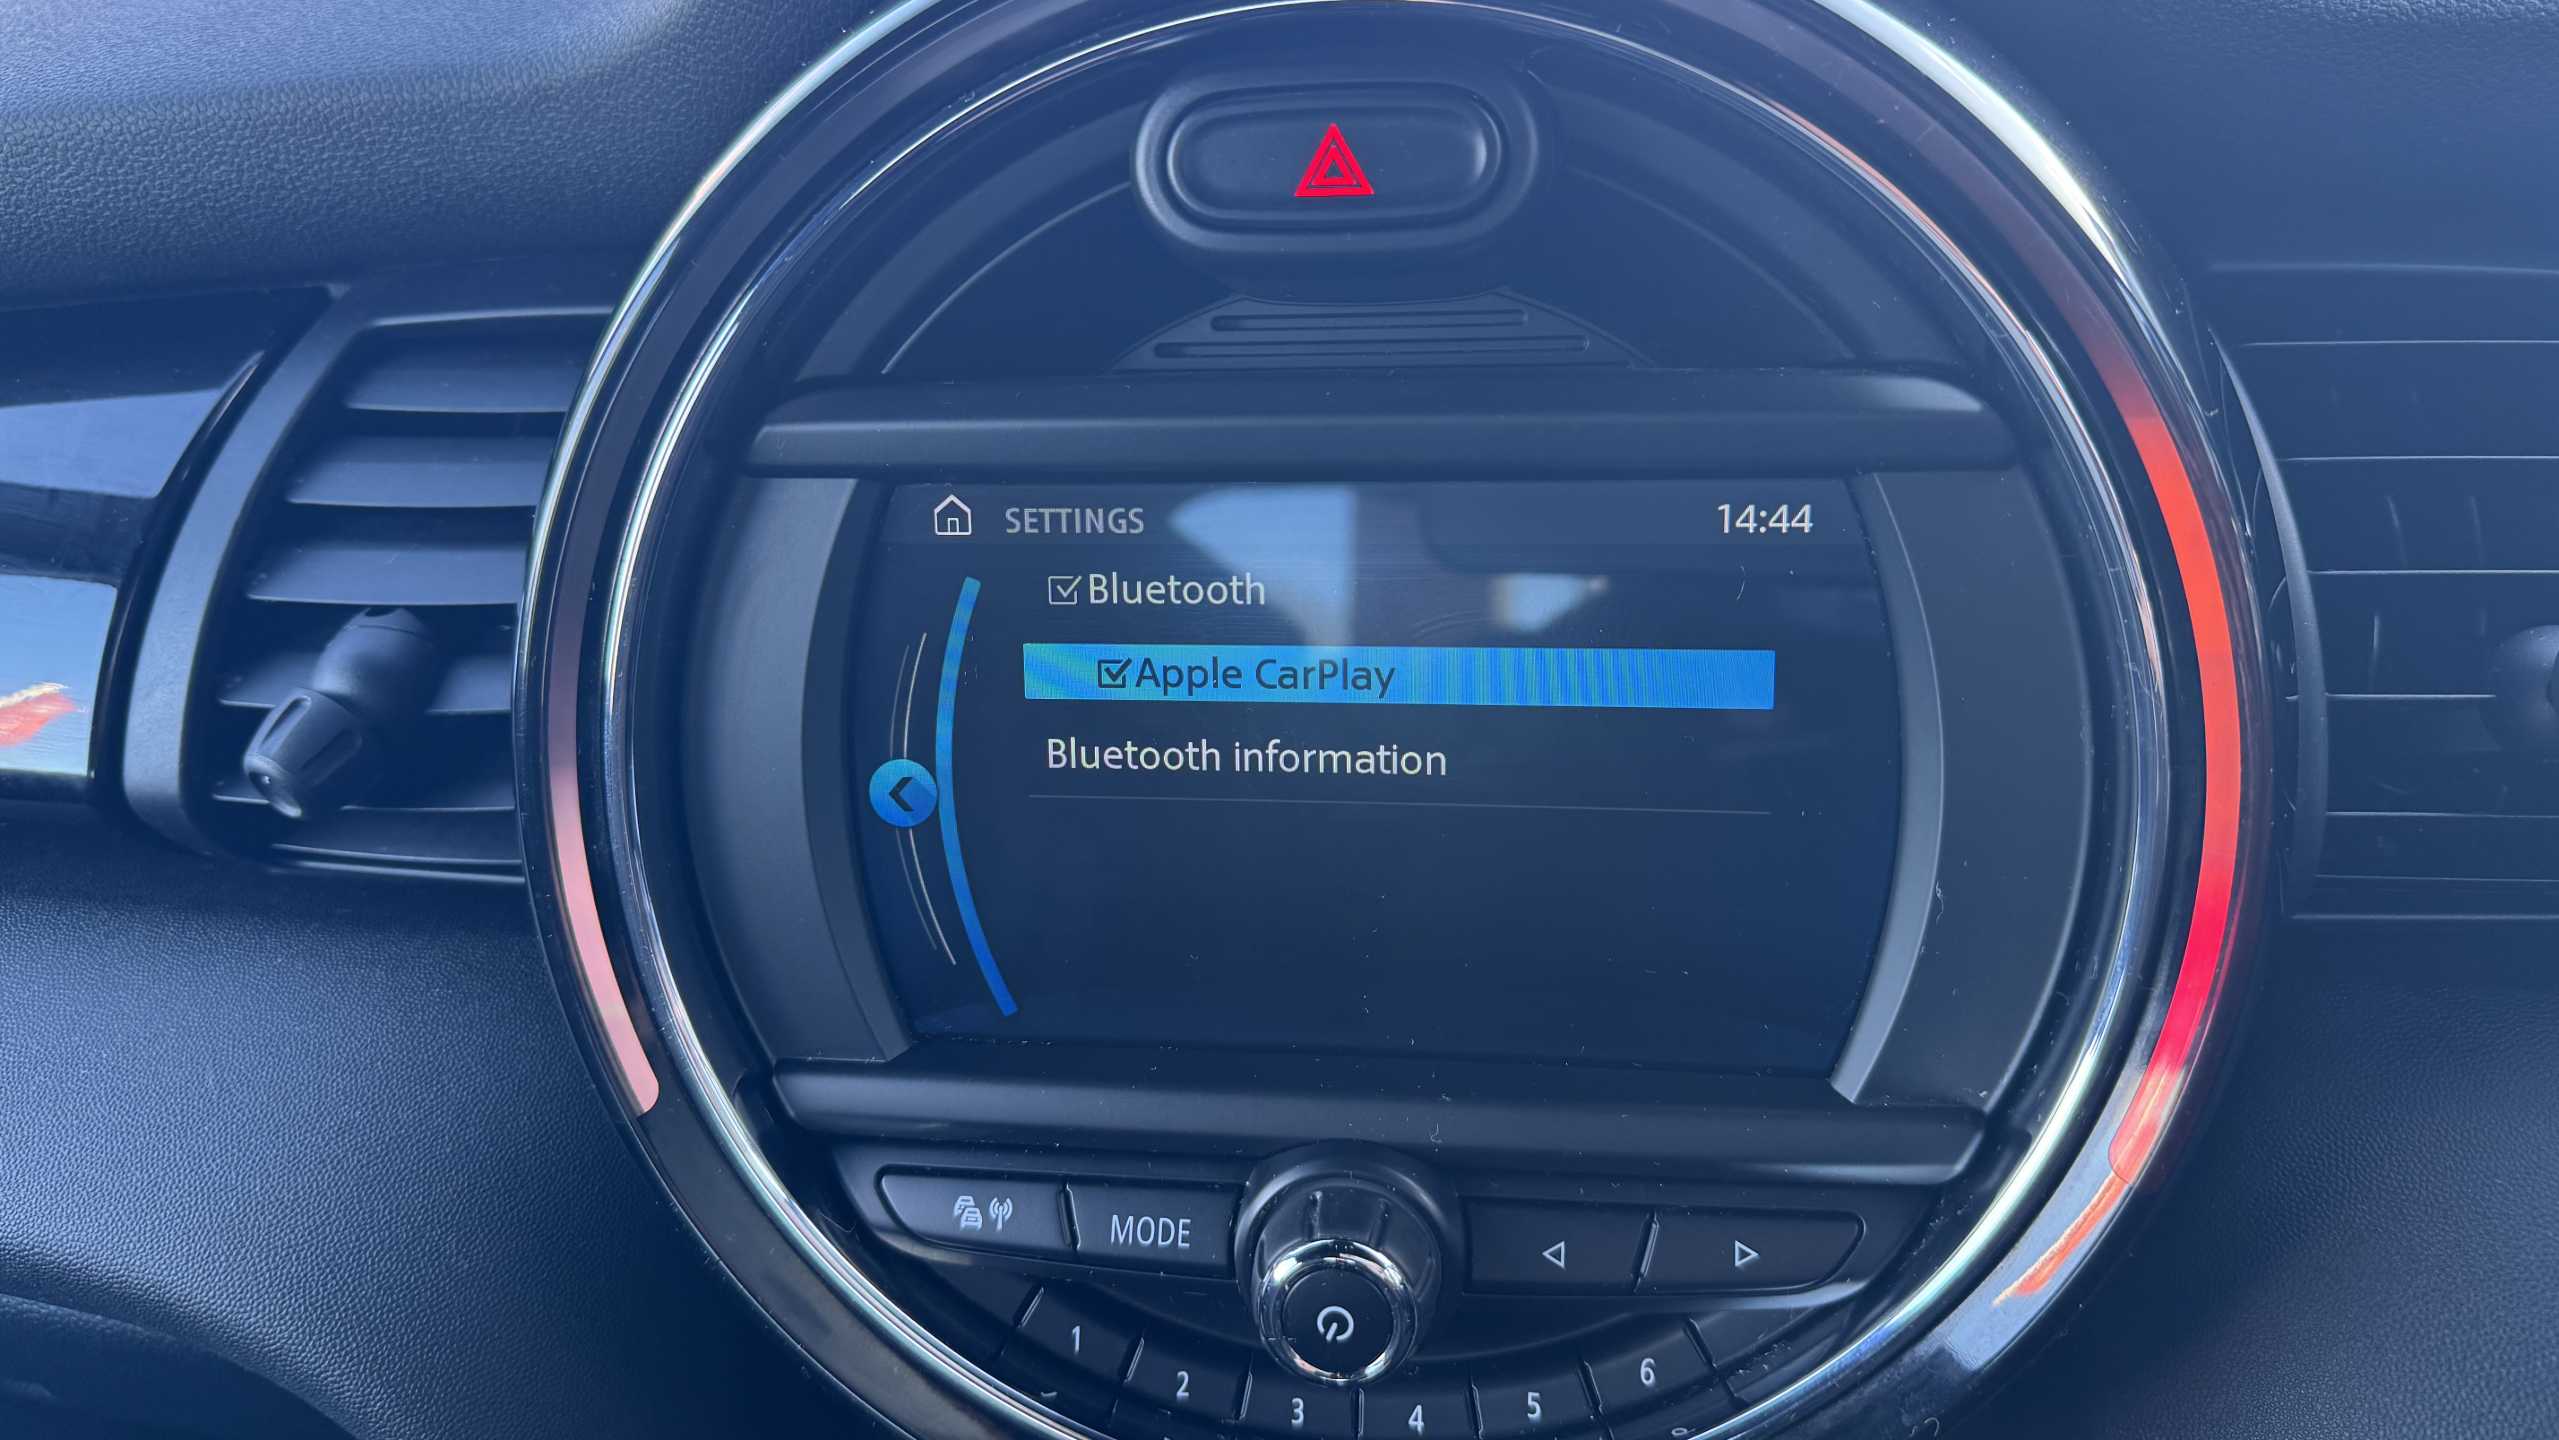 SETTINGS 14:44
Bluetooth
Apple CarPlay
Bluetooth information
MODE
1 2 3 4 5 6